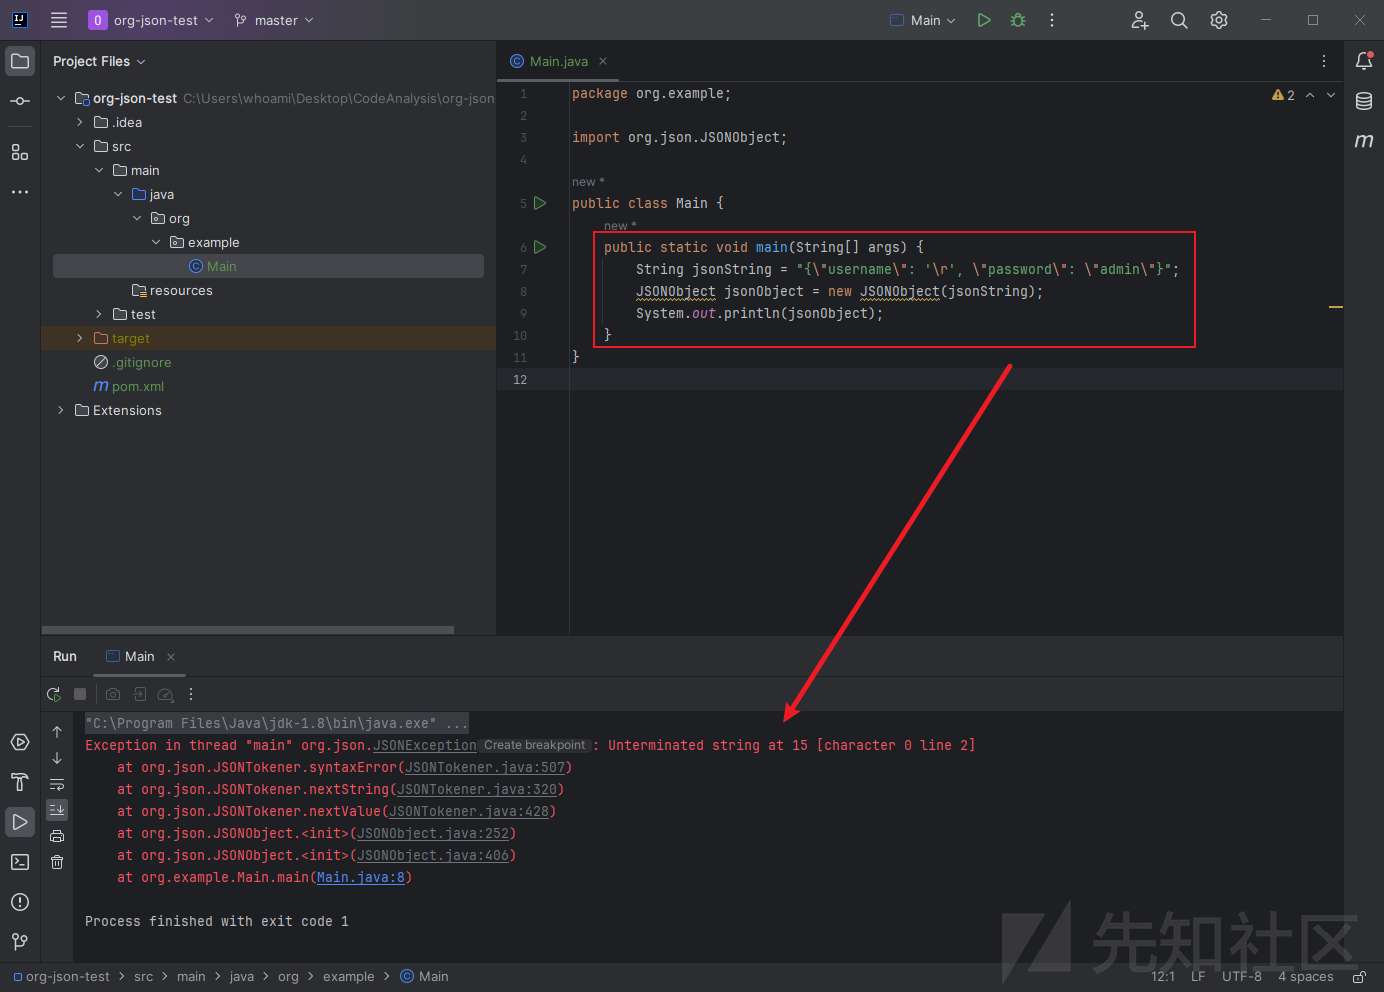 org-json-test master Main
Project Files
org-json-test C:\Users\whoami\Desktop\CodeAnalysis\org-json
.idea
src
main
java
org
example
Main
resources
test
target
.gitignore
pom.xml
Extensions
Main.java
2
1 package org.example;
2
3 import org.json.JSONObject;
4
new *
5 public class Main {
new *
6 public static void main(String[] args) {
7 String jsonString = "{\"username\": '\r', \"password\": \"admin\"}";
8 JSONObject jsonObject = new JSONObject(jsonString);
9 System.out.println(jsonObject);
10 }
11 }
12
Run Main
"C:\Program Files\Java\jdk-1.8\bin\java.exe" ...
Exception in thread "main" org.json.JSONException Create breakpoint : Unterminated string at 15 [character 0 line 2]
at org.json.JSONTokener.syntaxError(JSONTokener.java:507)
at org.json.JSONTokener.nextString(JSONTokener.java:320)
at org.json.JSONTokener.nextValue(JSONTokener.java:428)
at org.json.JSONObject.<init>(JSONObject.java:252)
at org.json.JSONObject.<init>(JSONObject.java:406)
at org.example.Main.main(Main.java:8)
Process finished with exit code 1
先知社区
org-json-test > src > main > java > org > example > Main
12:1 LF UTF-8 4 spaces